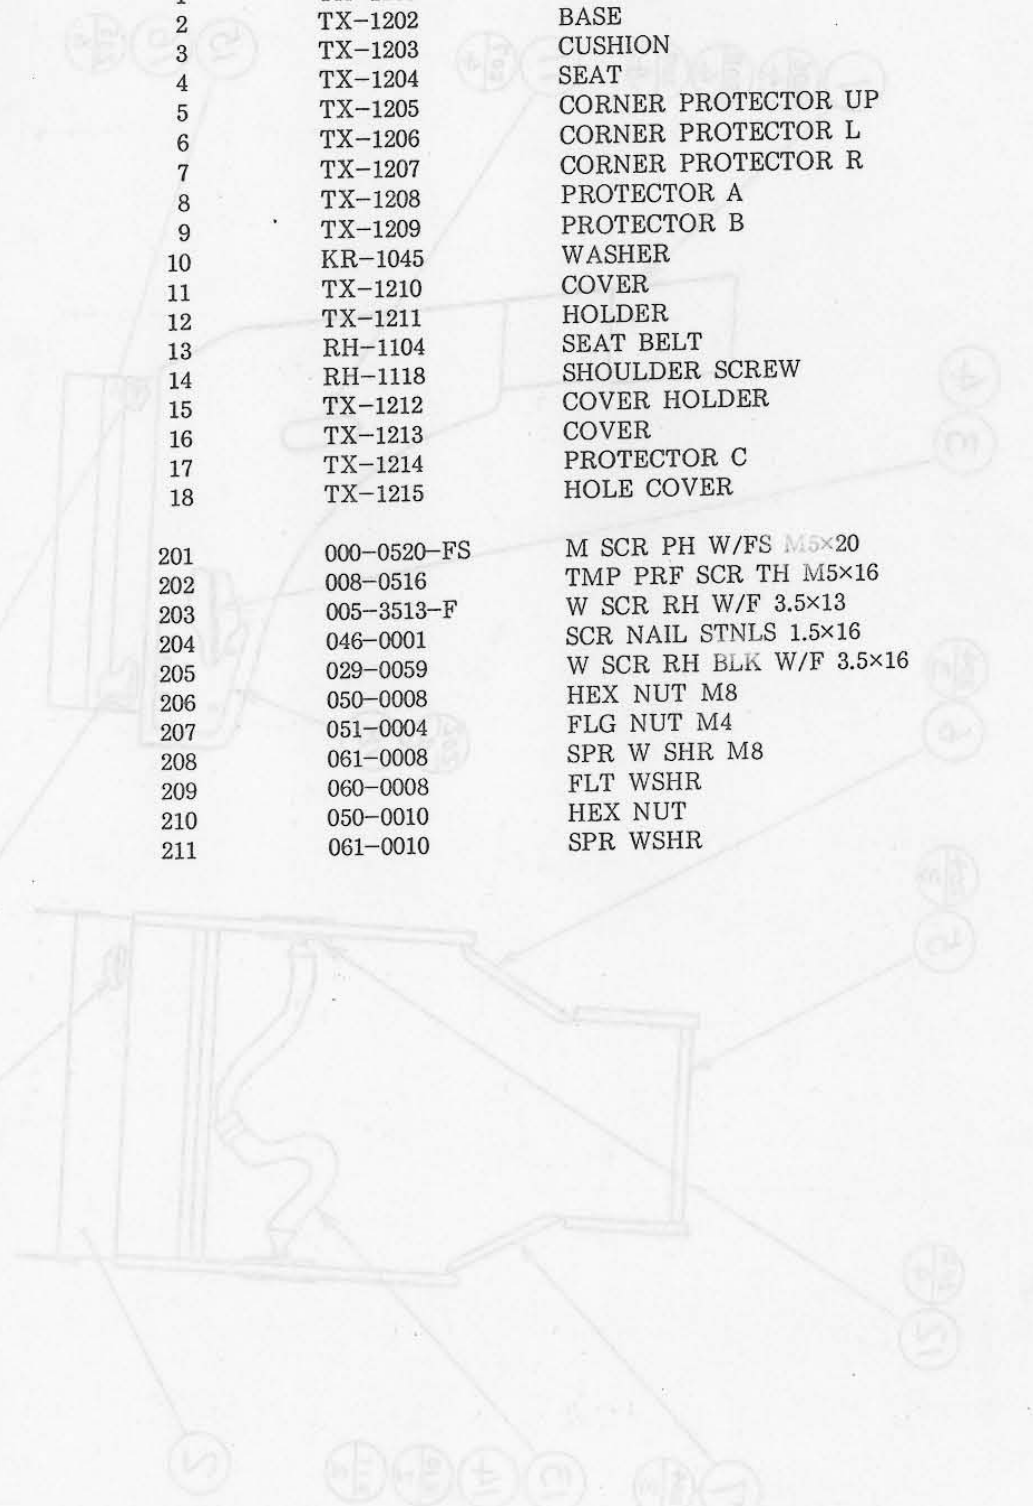 2 TX-1202 BASE
3 TX-1203 CUSHION
4 TX-1204 SEAT
5 TX-1205 CORNER PROTECTOR UP
6 TX-1206 CORNER PROTECTOR L
7 TX-1207 CORNER PROTECTOR R
8 TX-1208 PROTECTOR A
9 TX-1209 PROTECTOR B
10 KR-1045 WASHER
11 TX-1210 COVER
12 TX-1211 HOLDER
13 RH-1104 SEAT BELT
14 RH-1118 SHOULDER SCREW
15 TX-1212 COVER HOLDER
16 TX-1213 COVER
17 TX-1214 PROTECTOR C
18 TX-1215 HOLE COVER
201 000-0520-FS M SCR PH W/FS M5×20
202 008-0516 TMP PRF SCR TH M5×16
203 005-3513-F W SCR RH W/F 3.5×13
204 046-0001 SCR NAIL STNLS 1.5×16
205 029-0059 W SCR RH BLK W/F 3.5×16
206 050-0008 HEX NUT M8
207 051-0004 FLG NUT M4
208 061-0008 SPR W SHR M8
209 060-0008 FLT WSHR
210 050-0010 HEX NUT
211 061-0010 SPR WSHR